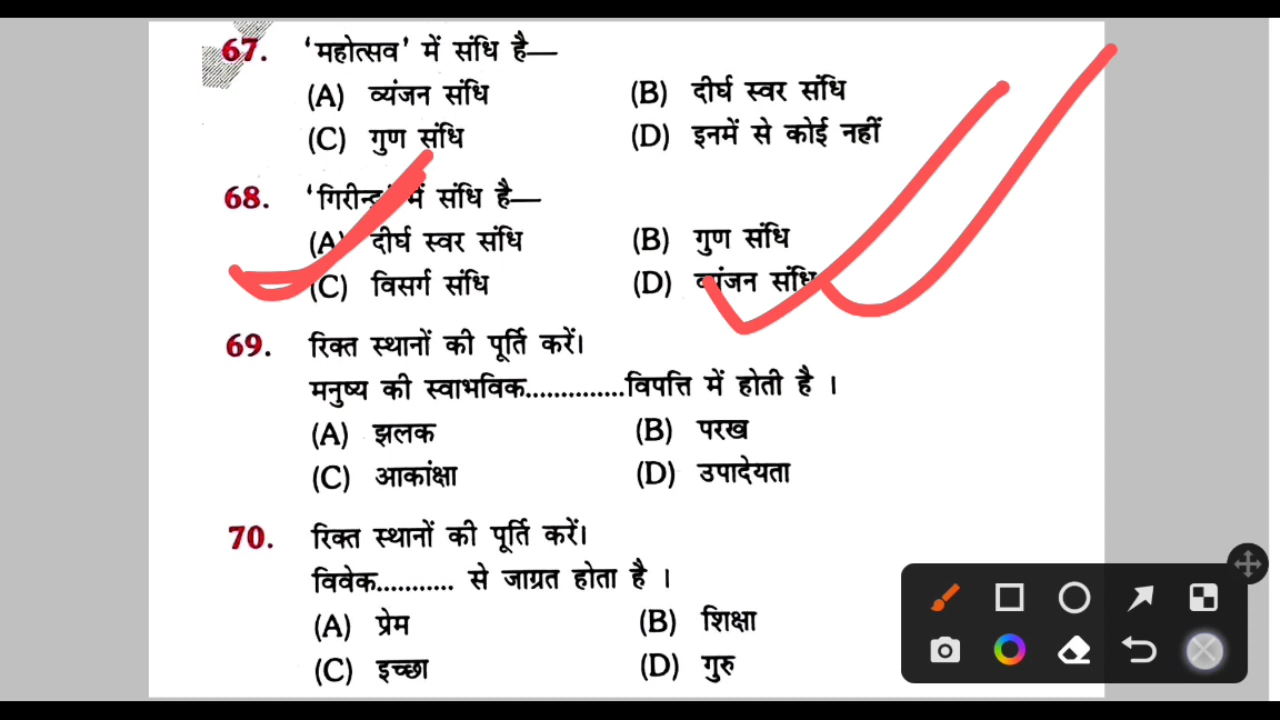 67. ‘महोत्सव’ में संधि है—
(A) व्यंजन संधि (B) दीर्घ स्वर संधि
(C) गुण संधि (D) इनमें से कोई नहीं
68. ‘गिरीन्द्र’ में संधि है—
(A) दीर्घ स्वर संधि (B) गुण संधि
(C) विसर्ग संधि (D) व्यंजन संधि
69. रिक्त स्थानों की पूर्ति करें।
मनुष्य की स्वाभविक..............विपत्ति में होती है ।
(A) झलक (B) परख
(C) आकांक्षा (D) उपादेयता
70. रिक्त स्थानों की पूर्ति करें।
विवेक........... से जाग्रत होता है ।
(A) प्रेम (B) शिक्षा
(C) इच्छा (D) गुरु